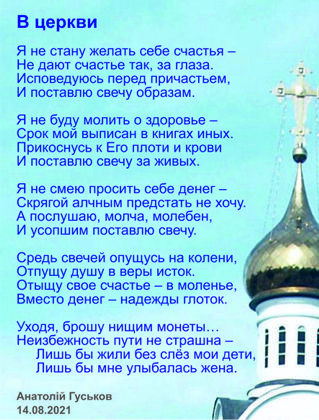 В церкви
Я не стану желать себе счастья –
Не дают счастье так, за глаза.
Исповедуюсь перед причастьем,
И поставлю свечу образам.
Я не буду молить о здоровье –
Срок мой выписан в книгах иных.
Прикоснусь к Его плоти и крови
И поставлю свечу за живых.
Я не смею просить себе денег –
Скрягой алчным предстать не хочу.
А послушаю, молча, молебен,
И усопшим поставлю свечу.
Средь свечей опущусь на колени,
Отпущу душу в веры исток.
Отыщу свое счастье – в моленье,
Вместо денег – надежды глоток.
Уходя, брошу нищим монеты…
Неизбежность пути не страшна –
Лишь бы жили без слёз мои дети,
Лишь бы мне улыбалась жена.
Анатолій Гуськов
14.08.2021